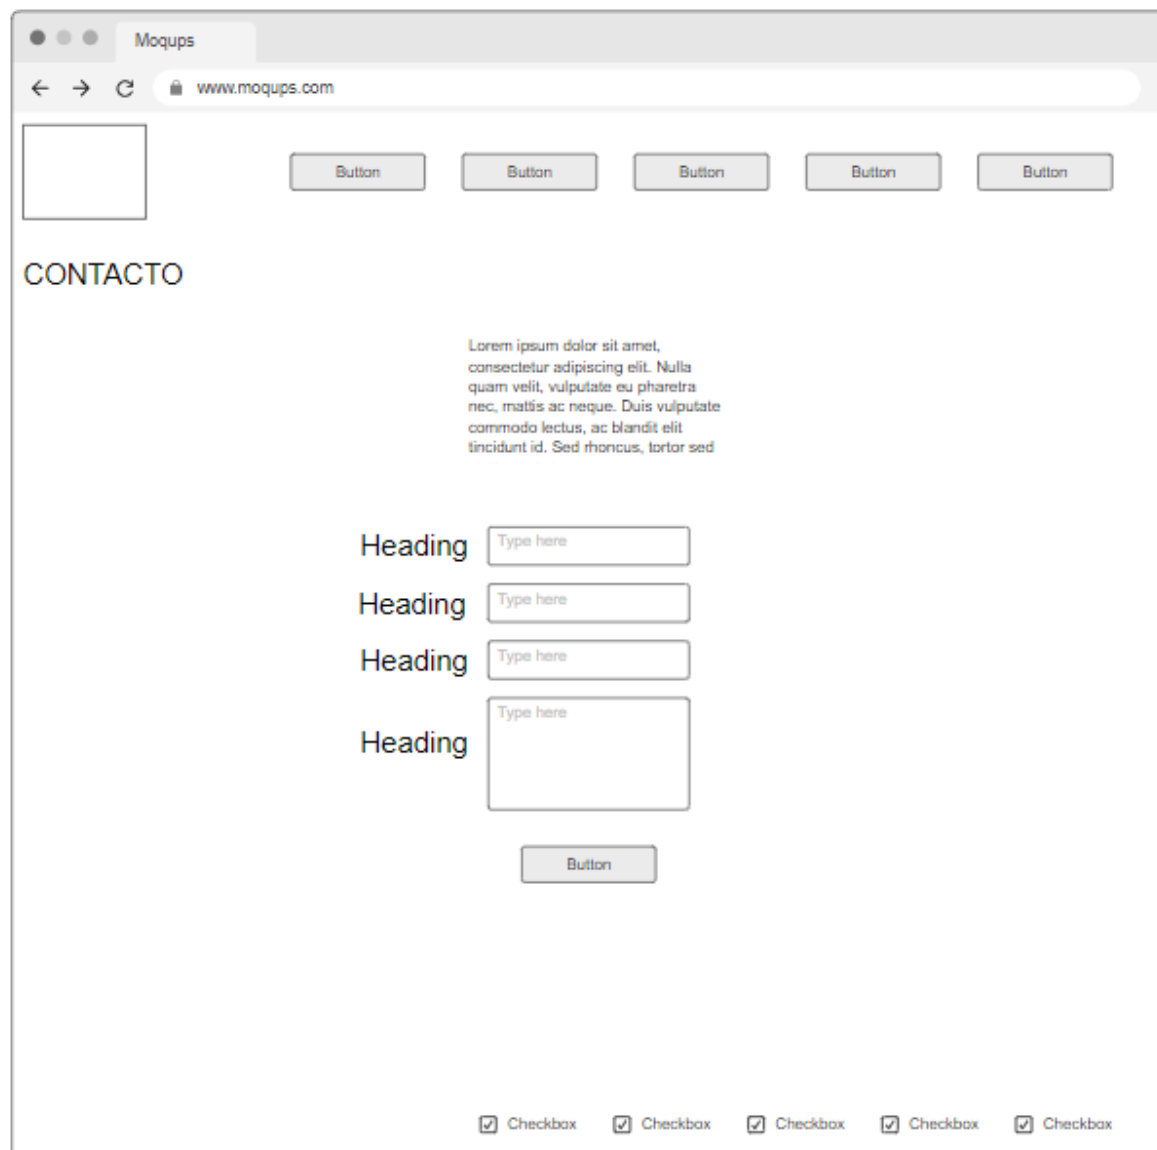 Moqups
www.moqups.com
Button Button Button Button Button
CONTACTO
Lorem ipsum dolor sit amet,
consectetur adipiscing elit. Nulla
quam velit, vulputate eu pharetra
nec, mattis ac neque. Duis vulputate
commodo lectus, ac blandit elit
tincidunt id. Sed rhoncus, tortor sed
Heading Type here
Heading Type here
Heading Type here
Type here
Heading
Button
Checkbox Checkbox Checkbox Checkbox Checkbox